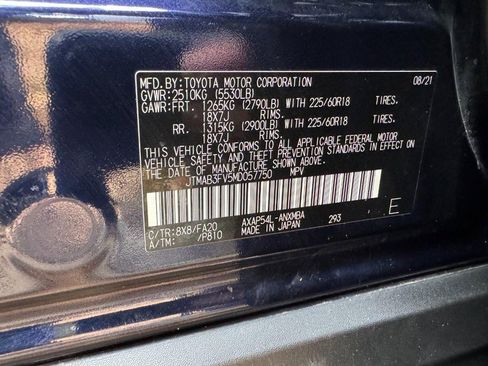 MFD.BY:TOYOTA MOTOR CORPORATION 08/21
GVWR:2510KG (5530LB)
GAWR:FRT. 1265KG (2790LB) WITH 225/60R18 TIRES.
18X7J RIMS.
RR. 1315KG (2900LB) WITH 225/60R18 TIRES.
18X7J RIMS.
THIS VEHICLE CONFORMS TO ALL APPLICABLE FEDERAL MOTOR
VEHICLE SAFETY AND THEFT PREVENTION STANDARDS IN EFFECT
ON THE DATE OF MANUFACTURE SHOWN ABOVE.
JTMAB3FV5MD057750 MPV
C/TR:8X8/FA20 AXAP54L-ANXMBA
A/TM: /P810 MADE IN JAPAN 293 E